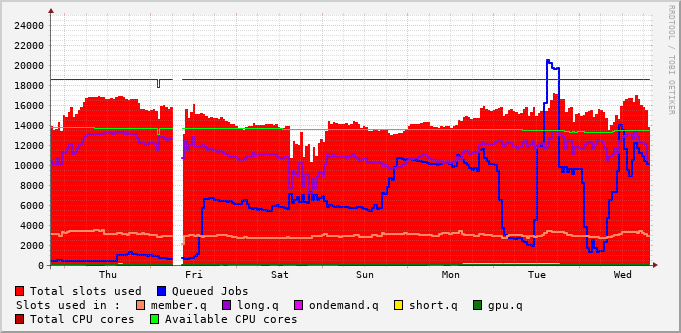 24000
22000
20000
18000
16000
14000
12000
10000
8000
6000
4000
2000
0
Thu Fri Sat Sun Mon Tue Wed
RRDTOOL / TOBI OETIKER
Total slots used Queued Jobs
Slots used in : member.q long.q ondemand.q short.q gpu.q
Total CPU cores Available CPU cores